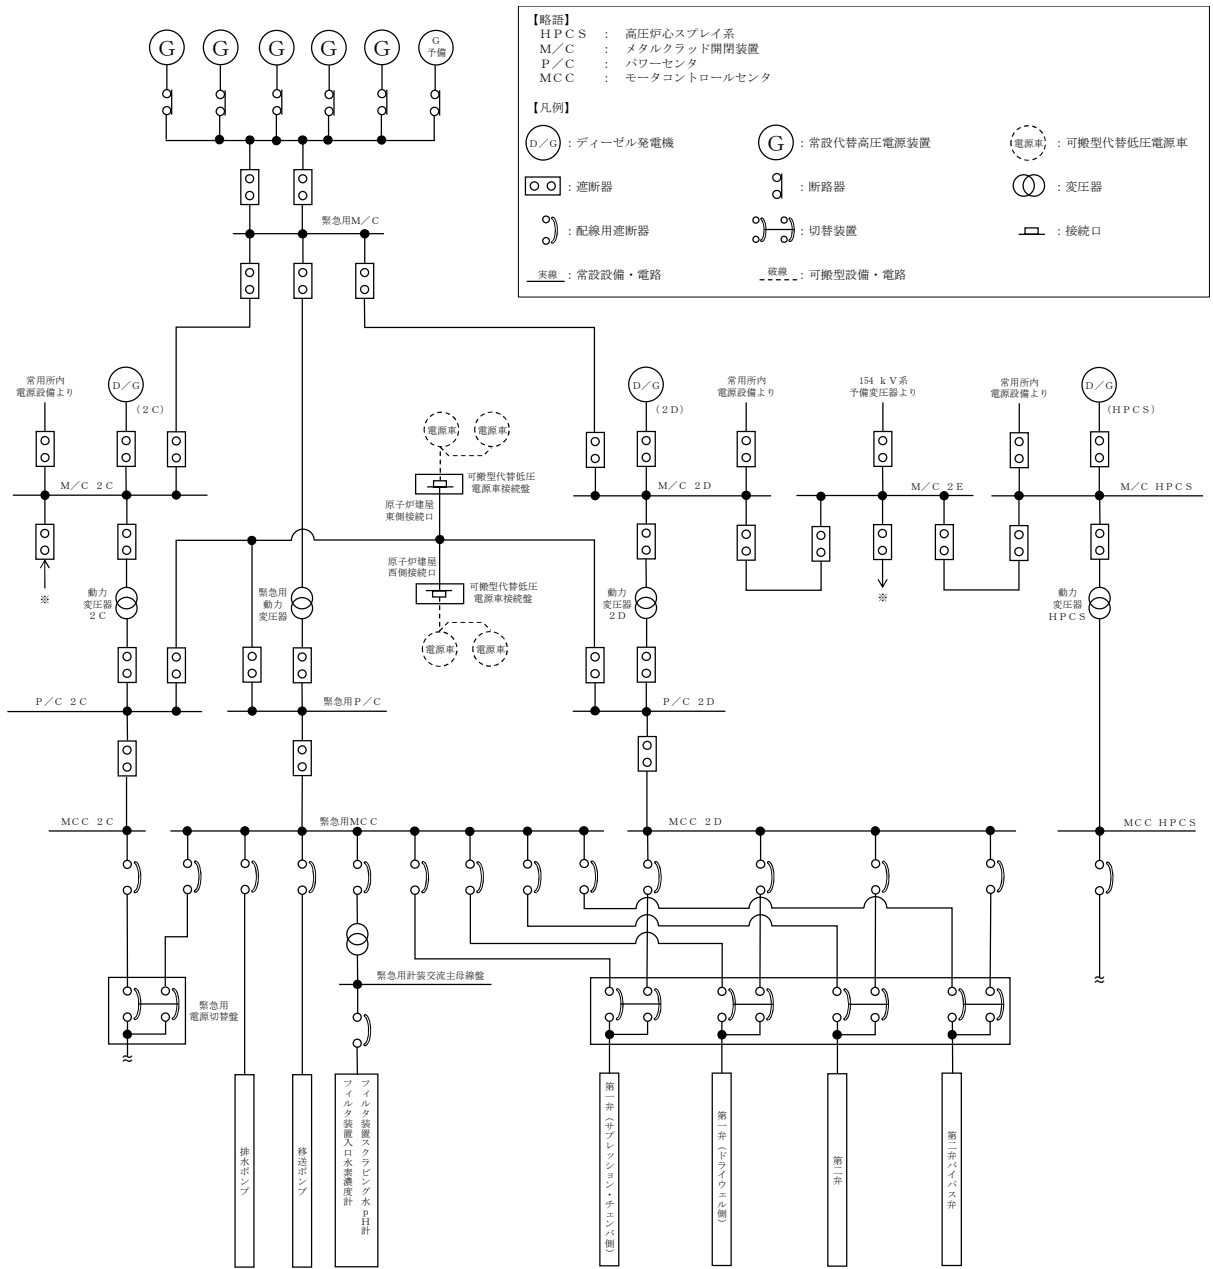 【略語】
ＨＰＣＳ ： 高圧炉心スプレイ系
Ｍ／Ｃ ： メタルクラッド開閉装置
Ｐ／Ｃ ： パワーセンタ
ＭＣＣ ： モータコントロールセンタ
【凡例】
Ｄ／Ｇ ：ディーゼル発電機
Ｇ ：常設代替高圧電源装置
電源車 ：可搬型代替低圧電源車
：遮断器
：断路器
：変圧器
：配線用遮断器
：切替装置
：接続口
実線 ：常設設備・電路
破線 ：可搬型設備・電路
Ｇ
Ｇ
Ｇ
Ｇ
Ｇ
Ｇ
予備
緊急用Ｍ／Ｃ
常用所内
電源設備より
Ｄ／Ｇ
(２Ｃ)
Ｄ／Ｇ
(２Ｄ)
常用所内
電源設備より
154 ｋＶ系
予備変圧器より
常用所内
電源設備より
Ｄ／Ｇ
(ＨＰＣＳ)
電源車
電源車
可搬型代替低圧
電源車接続盤
原子炉建屋
東側接続口
Ｍ／Ｃ 2Ｃ
Ｍ／Ｃ 2Ｄ
Ｍ／Ｃ 2Ｅ
Ｍ／Ｃ ＨＰＣＳ
原子炉建屋
西側接続口
可搬型代替低圧
電源車接続盤
電源車
電源車
※
※
動力
変圧器
２Ｃ
緊急用
動力
変圧器
動力
変圧器
２Ｄ
動力
変圧器
ＨＰＣＳ
Ｐ／Ｃ 2Ｃ
緊急用Ｐ／Ｃ
Ｐ／Ｃ 2Ｄ
ＭＣＣ 2Ｃ
緊急用ＭＣＣ
ＭＣＣ 2Ｄ
ＭＣＣ ＨＰＣＳ
緊急用計装交流主母線盤
緊急用
電源切替盤
排水ポンプ
移送ポンプ
フィルタ装置スクラビング水ｐＨ計
フィルタ装置入口水素濃度計
第一弁（サプレッション・チェンバ側）
第一弁（ドライウェル側）
第二弁
第二弁バイパス弁